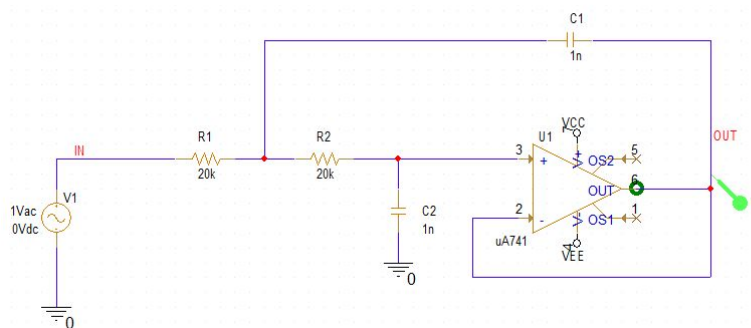 C1
1n
IN
R1
20k
R2
20k
U1
VCC
7
OUT
3
+
5
OS2
V+
OUT
6
V1
1Vac
0Vdc
C2
1n
2
-
V-
OS1
1
uA741
4
VEE
0
0